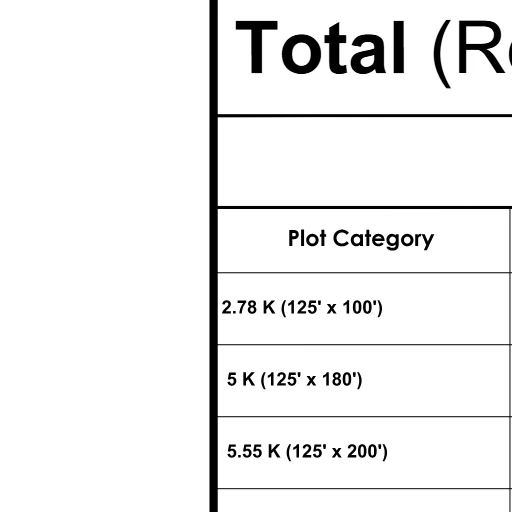 Total (R
Plot Category
2.78 K (125' x 100')
5 K (125' x 180')
5.55 K (125' x 200')